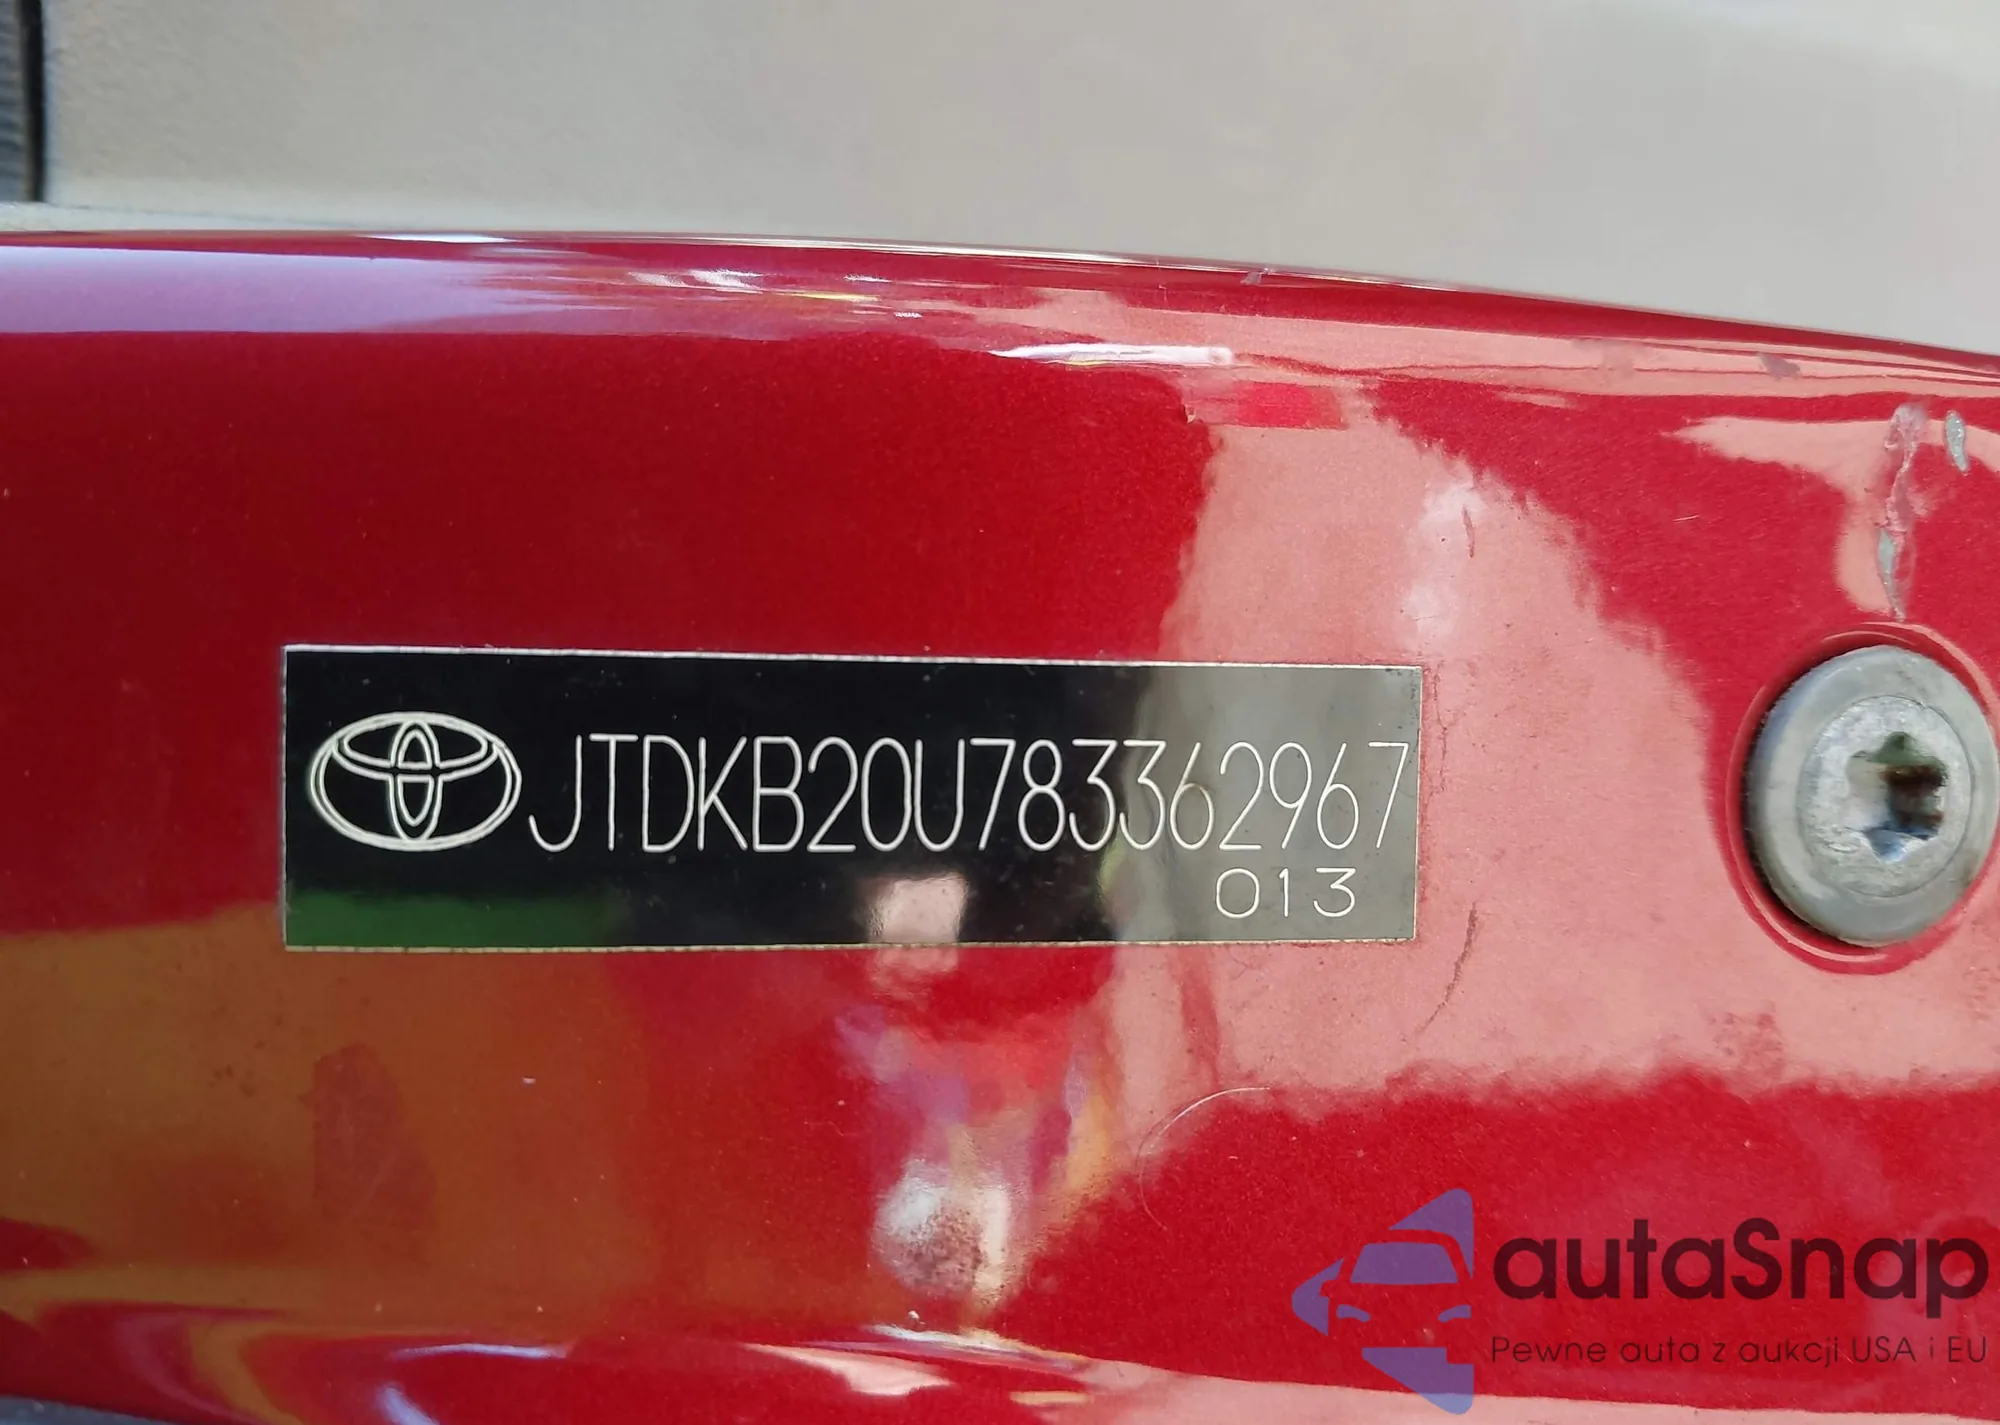 JTDKB20U783362967
013
autaSnap
Pewne auta z aukcji USA i EU